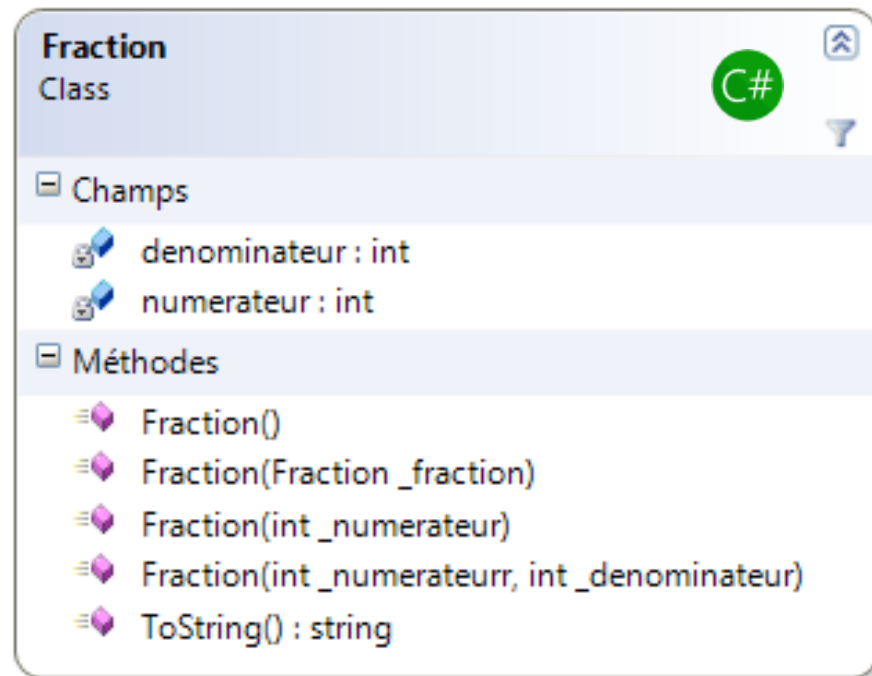 Fraction
Class
C#
Champs
denominateur : int
numerateur : int
Méthodes
Fraction()
Fraction(Fraction _fraction)
Fraction(int _numerateur)
Fraction(int _numerateurr, int _denominateur)
ToString() : string